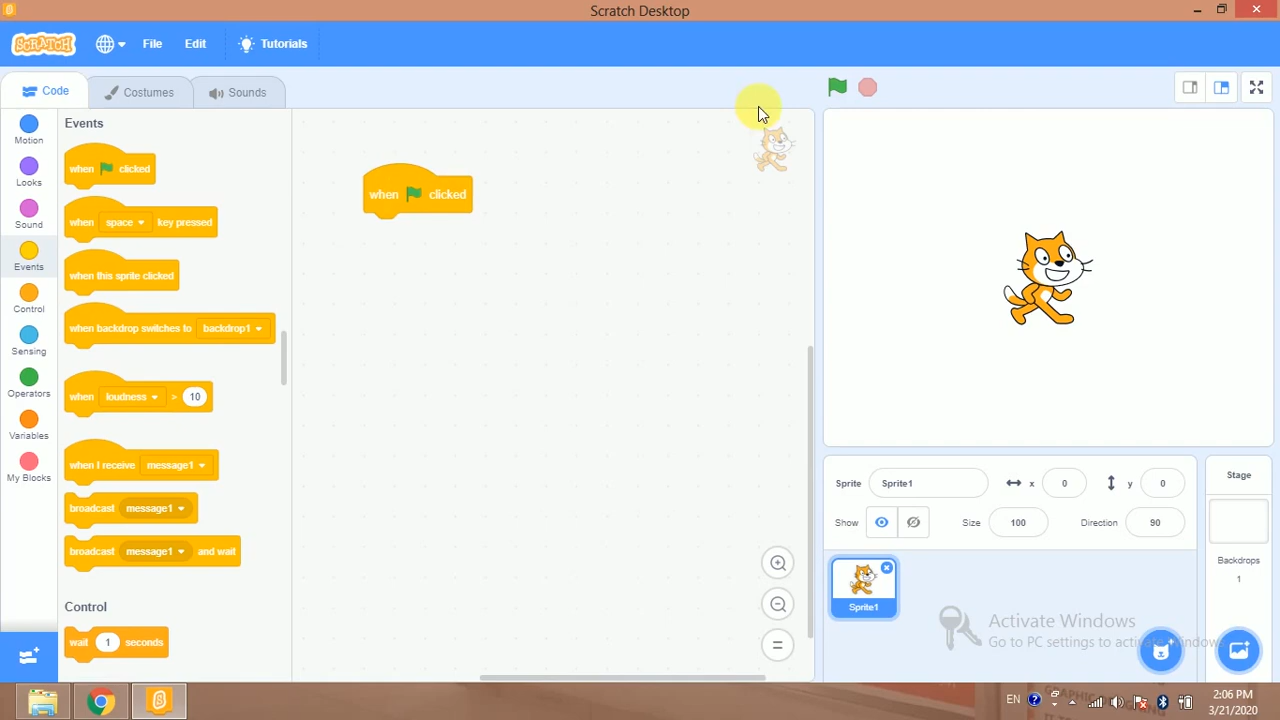 Scratch Desktop
SCRATCH
File
Edit
Tutorials
Code
Costumes
Sounds
Motion
Looks
Sound
Events
Control
Sensing
Operators
Variables
My Blocks
Events
when clicked
when space key pressed
when this sprite clicked
when backdrop switches to backdrop1
when loudness > 10
when I receive message1
broadcast message1
broadcast message1 and wait
Control
wait 1 seconds
when clicked
Sprite Sprite1 x 0 y 0
Show Size 100 Direction 90
Sprite1
Stage
Backdrops
1
Activate Windows
Go to PC settings to activate Windows.
EN
2:06 PM
3/21/2020